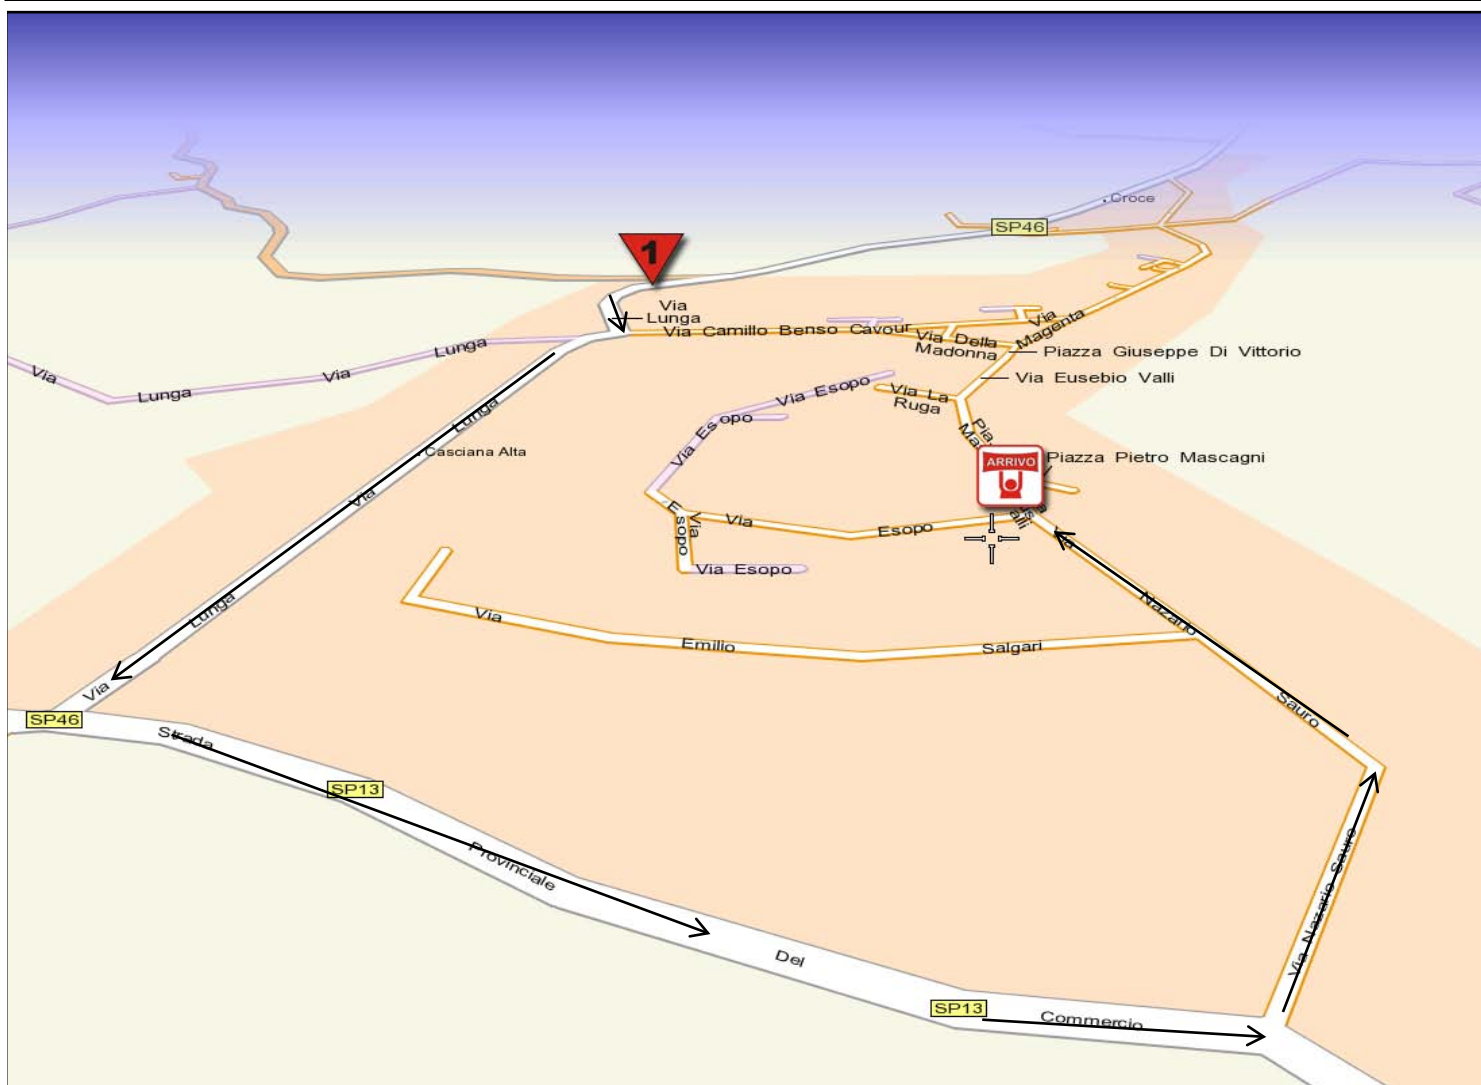 Croce
SP46
1
Via
Lunga
Via Camillo Benso Cavour
Via Della
Madonna
Via
Magenta
Piazza Giuseppe Di Vittorio
Via
Lunga
Via
Lunga
Via Eusebio Valli
Via Esopo
Via La
Ruga
Lunga
Via Esopo
Casciana Alta
ARRIVO
Piazza Pietro Mascagni
Via
Esopo
Via
Via
Esopo
Via
Via Esopo
Lunga
Via
Emilio
Salgari
Nazario
Via
SP46
Sauro
Strada
SP13
Provinciale
Via Nazario Sauro
Del
SP13
Commercio